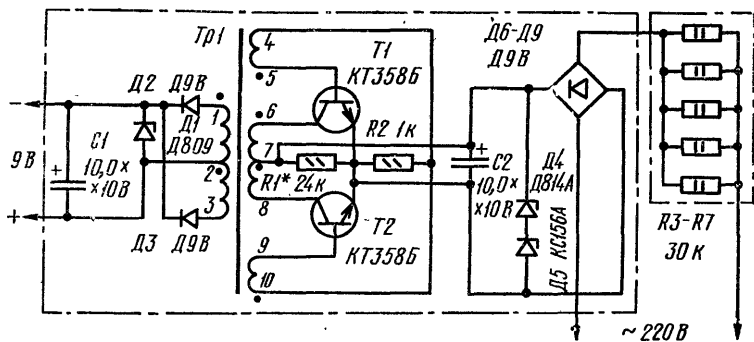 Тр1
4
5
6
7
8
9
10
Т1
КТ358Б
Д6-Д9
Д9В
Д2
Д9В
Д1
Д809
1
2
3
-
9В
+
С1
10,0×
×10В
+
Д3
Д9В
R1* 24к
R2 1к
Т2
КТ358Б
+
С2
10,0×
×10В
Д4
Д814А
Д5 КС156А
R3-R7
30к
~220В